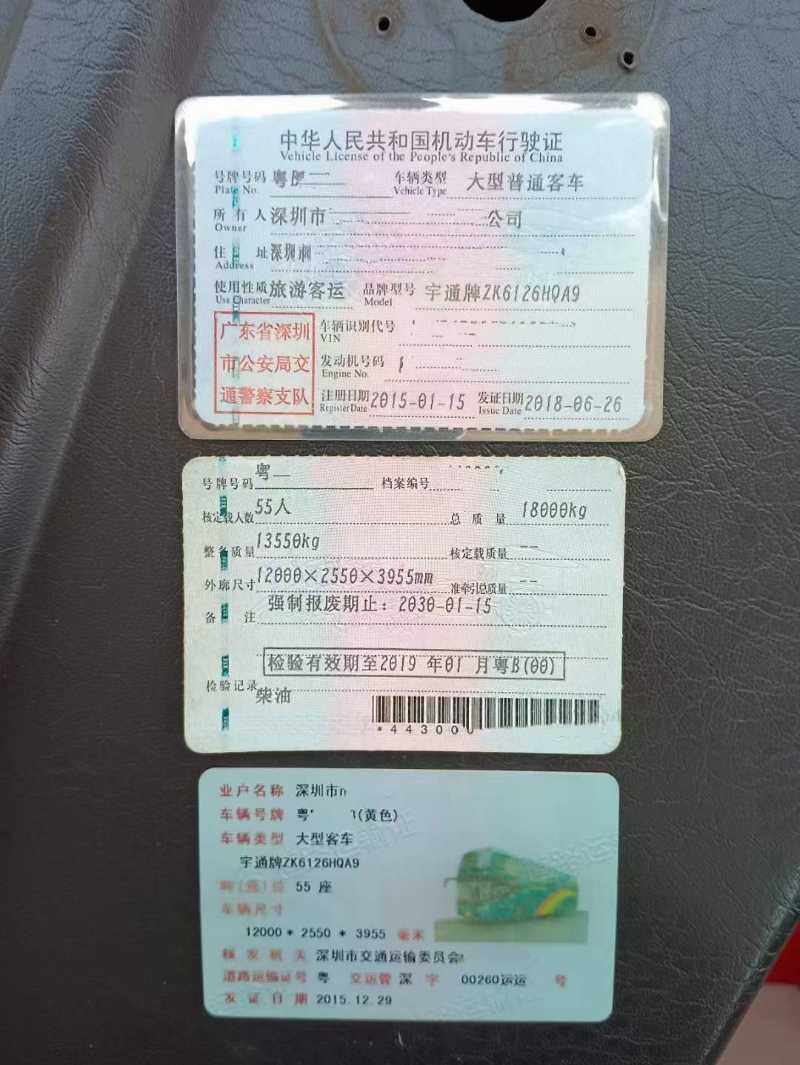 中华人民共和国机动车行驶证
Vehicle License of the People's Republic of China
号牌号码 粤 车辆类型 大型普通客车
Plate No. Vehicle Type
所有人 深圳市 公司
Owner
住址 深圳
Address
使用性质 旅游客运 品牌型号 宇通牌ZK6126HQA9
Use Character Model
广东省深圳
市公安局交
通警察支队
车辆识别代号
VIN
发动机号码
Engine No.
注册日期 2015-01-15 发证日期 2018-06-26
Register Date Issue Date
号牌号码 粤 档案编号
核定载人数 55人 总质量 18000kg
整备质量 13550kg 核定载质量 --
外廓尺寸 12000×2550×3955mm 准牵引总质量 --
备注 强制报废期止：2030-01-15
检验有效期至2019 年01 月粤B(00)
检验记录
柴油
*443000
业户名称 深圳市
车辆号牌 粤 (黄色)
车辆类型 大型客车
宇通牌ZK6126HQA9
吨(座)位 55 座
车辆尺寸
12000 * 2550 * 3955 毫米
核发机关 深圳市交通运输委员会
道路运输证号 粤 交运管 深 字 00260运运 号
发证日期 2015.12.29